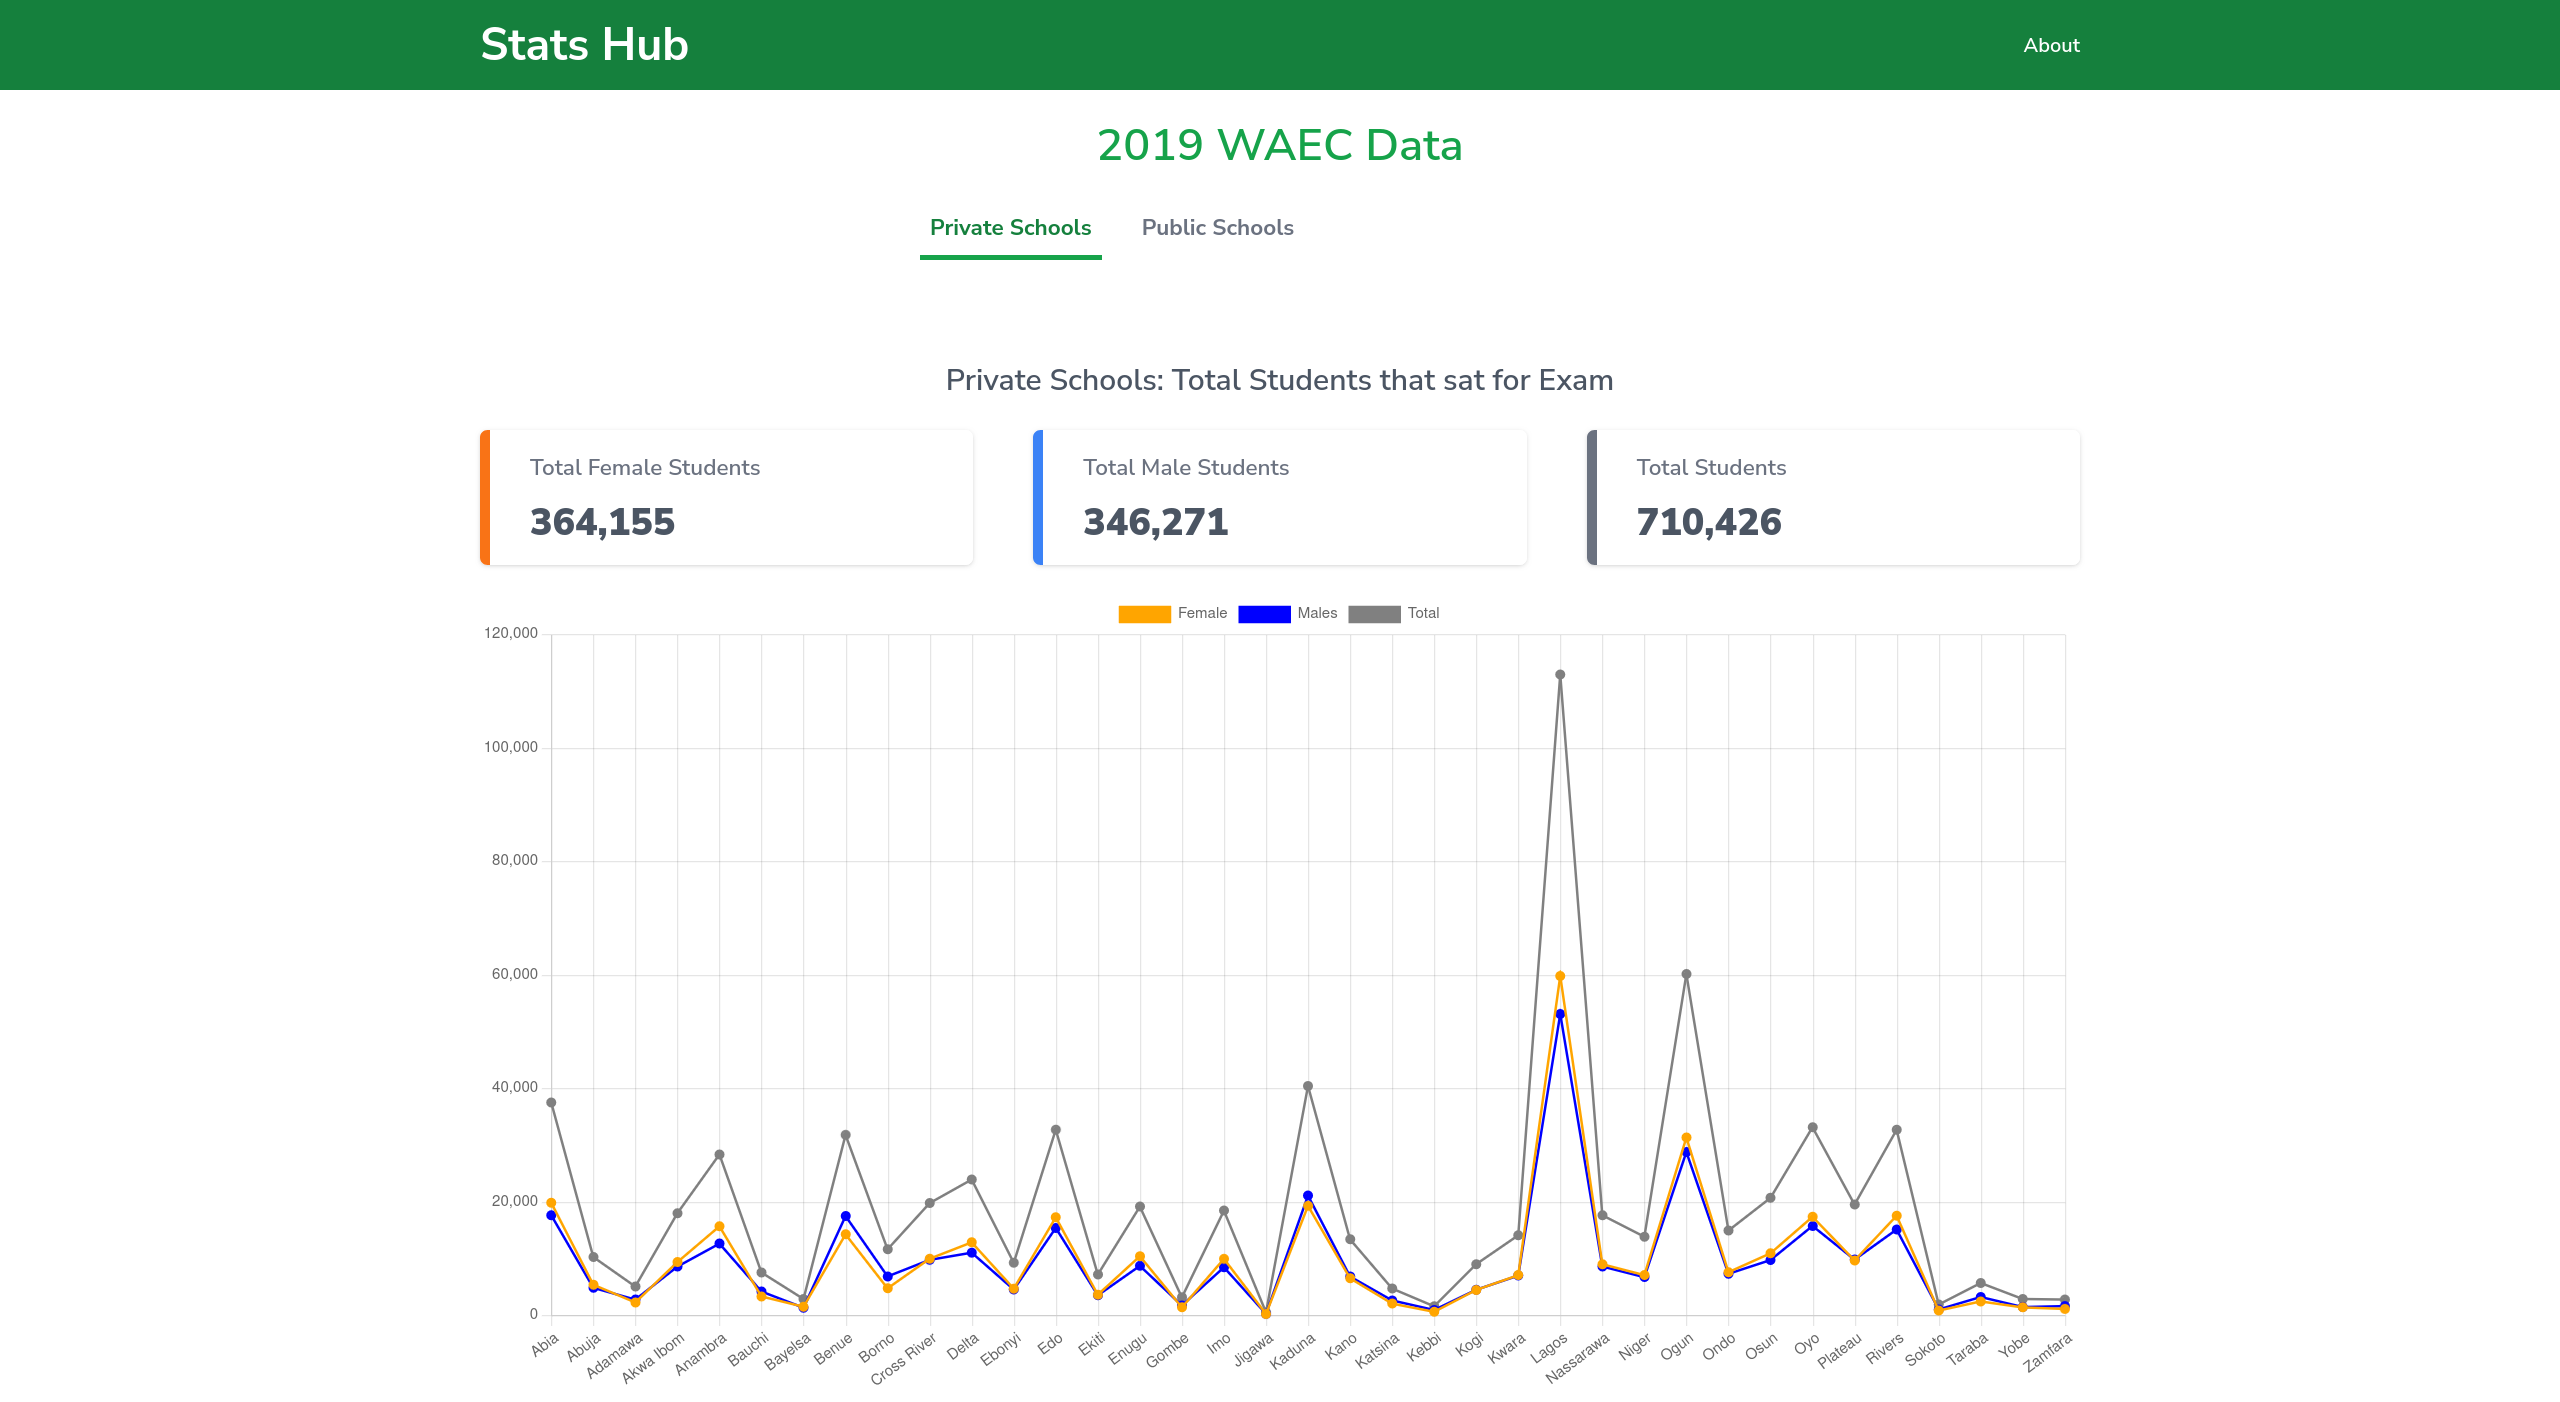 Stats Hub
About
2019 WAEC Data
Private Schools
Public Schools
Private Schools: Total Students that sat for Exam
Total Female Students
364,155
Total Male Students
346,271
Total Students
710,426
Female
Males
Total
120,000
100,000
80,000
60,000
40,000
20,000
0
Abia
Abuja
Adamawa
Akwa Ibom
Anambra
Bauchi
Bayelsa
Benue
Borno
Cross River
Delta
Ebonyi
Edo
Ekiti
Enugu
Gombe
Imo
Jigawa
Kaduna
Kano
Katsina
Kebbi
Kogi
Kwara
Lagos
Nassarawa
Niger
Ogun
Ondo
Osun
Oyo
Plateau
Rivers
Sokoto
Taraba
Yobe
Zamfara